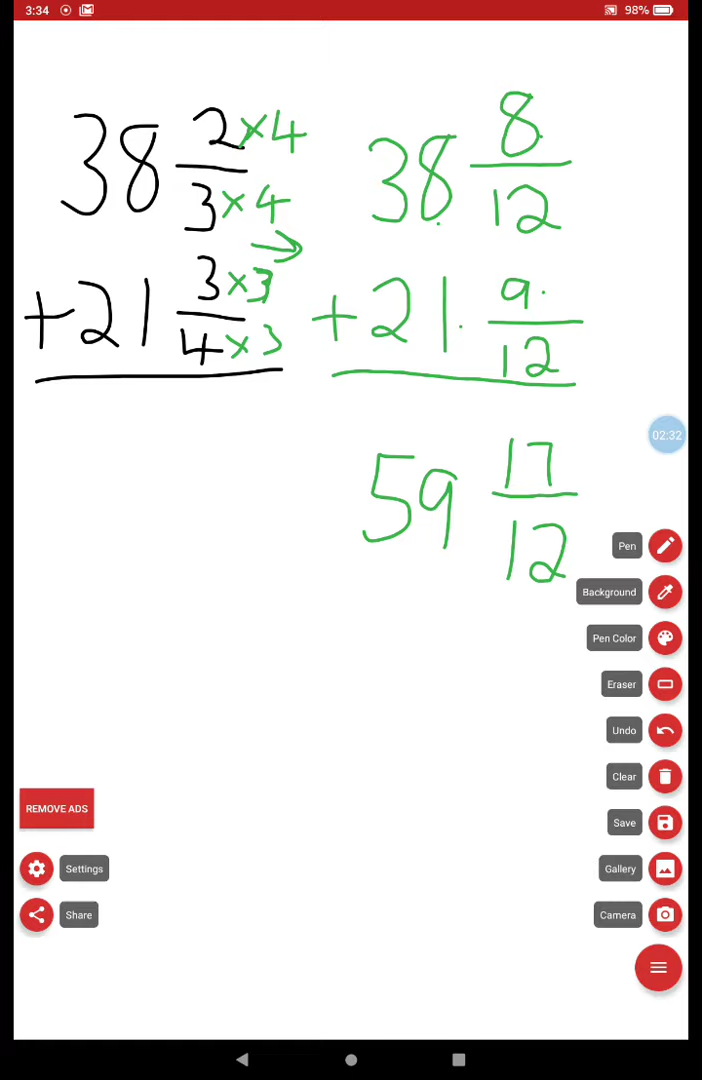 3:34
98%
38 2/3 ×4 ×4
38 8/12
+ 21 3/4 ×3 ×3
+ 21 9/12
59 17/12
02:32
Pen
Background
Pen Color
Eraser
Undo
Clear
REMOVE ADS
Save
Settings
Gallery
Share
Camera